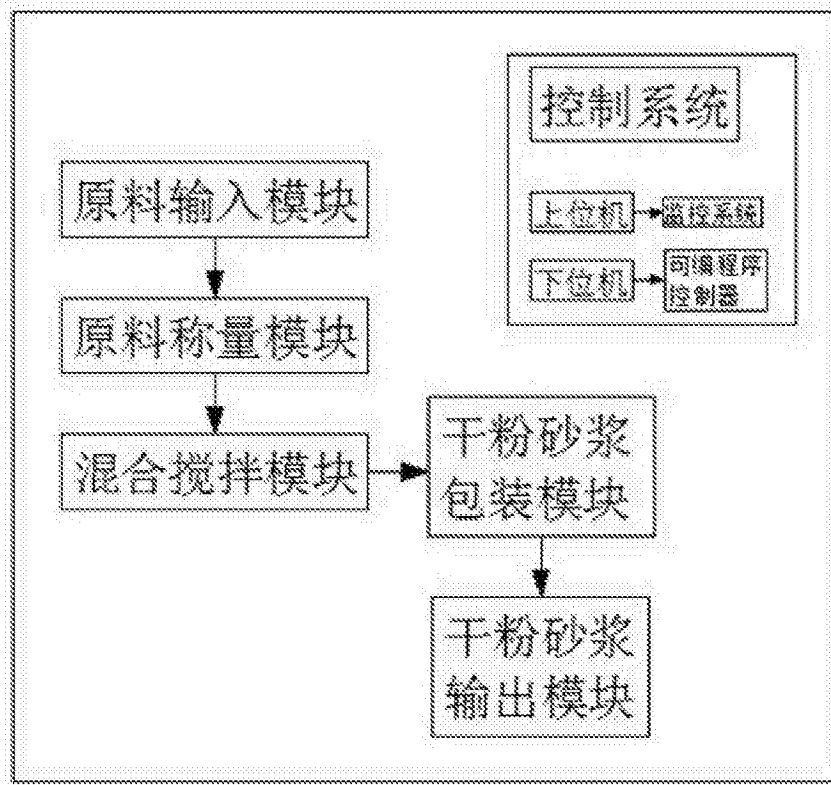 控制系统
上位机
监控系统
下位机
可编程序
控制器
原料输入模块
原料称量模块
混合搅拌模块
干粉砂浆
包装模块
干粉砂浆
输出模块